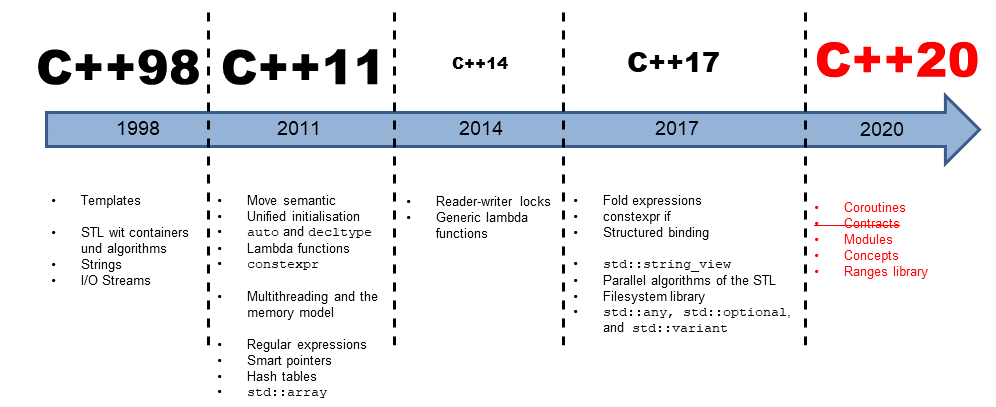 C++98
C++11
C++14
C++17
C++20
1998
2011
2014
2017
2020
• Templates
• STL wit containers
und algorithms
• Strings
• I/O Streams
• Move semantic
• Unified initialisation
• auto and decltype
• Lambda functions
• constexpr
• Multithreading and the
memory model
• Regular expressions
• Smart pointers
• Hash tables
• std::array
• Reader-writer locks
• Generic lambda
functions
• Fold expressions
• constexpr if
• Structured binding
• std::string_view
• Parallel algorithms of the STL
• Filesystem library
• std::any, std::optional,
and std::variant
• Coroutines
• Contracts
• Modules
• Concepts
• Ranges library